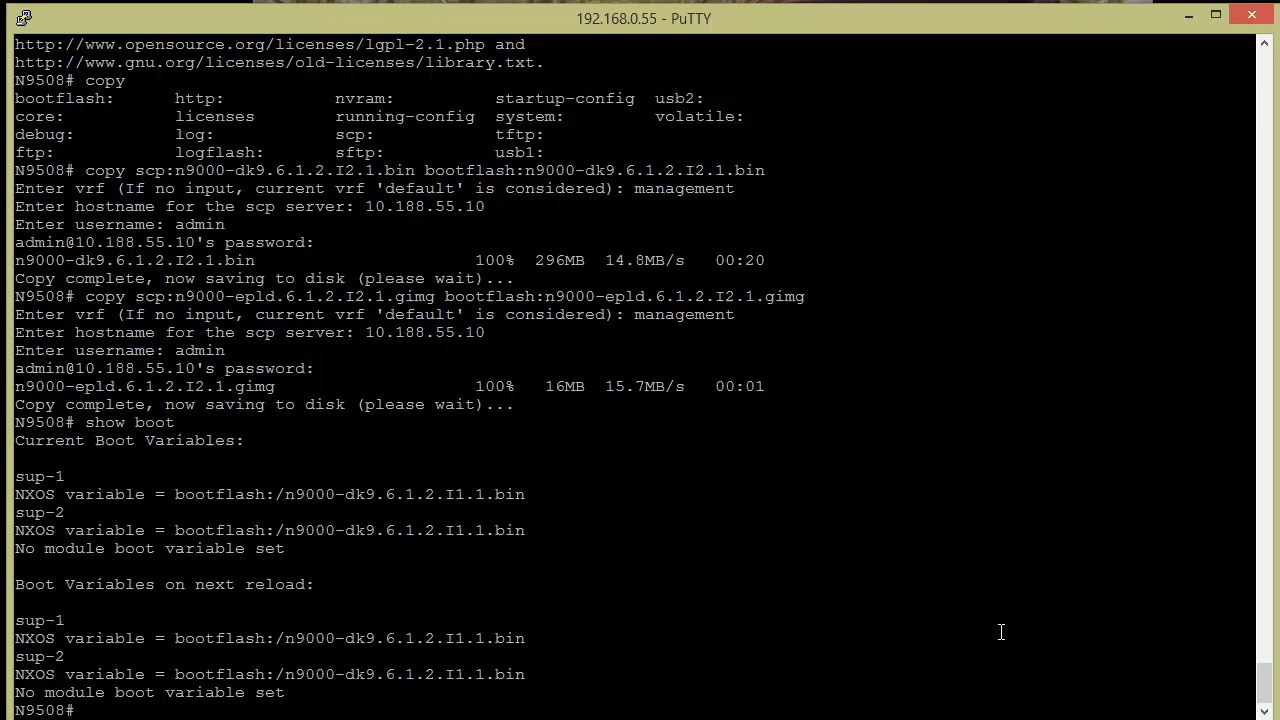 192.168.0.55 - PuTTY
http://www.opensource.org/licenses/lgpl-2.1.php and
http://www.gnu.org/licenses/old-licenses/library.txt.
N9508# copy
bootflash:      http:           nvram:          startup-config  usb2:
core:           licenses        running-config  system:         volatile:
debug:          log:            scp:            tftp:
ftp:            logflash:       sftp:           usb1:
N9508# copy scp:n9000-dk9.6.1.2.I2.1.bin bootflash:n9000-dk9.6.1.2.I2.1.bin
Enter vrf (If no input, current vrf 'default' is considered): management
Enter hostname for the scp server: 10.188.55.10
Enter username: admin
admin@10.188.55.10's password:
n9000-dk9.6.1.2.I2.1.bin                      100%  296MB  14.8MB/s   00:20
Copy complete, now saving to disk (please wait)...
N9508# copy scp:n9000-epld.6.1.2.I2.1.gimg bootflash:n9000-epld.6.1.2.I2.1.gimg
Enter vrf (If no input, current vrf 'default' is considered): management
Enter hostname for the scp server: 10.188.55.10
Enter username: admin
admin@10.188.55.10's password:
n9000-epld.6.1.2.I2.1.gimg                    100%   16MB  15.7MB/s   00:01
Copy complete, now saving to disk (please wait)...
N9508# show boot
Current Boot Variables:
sup-1
NXOS variable = bootflash:/n9000-dk9.6.1.2.I1.1.bin
sup-2
NXOS variable = bootflash:/n9000-dk9.6.1.2.I1.1.bin
No module boot variable set
Boot Variables on next reload:
sup-1
NXOS variable = bootflash:/n9000-dk9.6.1.2.I1.1.bin
sup-2
NXOS variable = bootflash:/n9000-dk9.6.1.2.I1.1.bin
No module boot variable set
N9508#